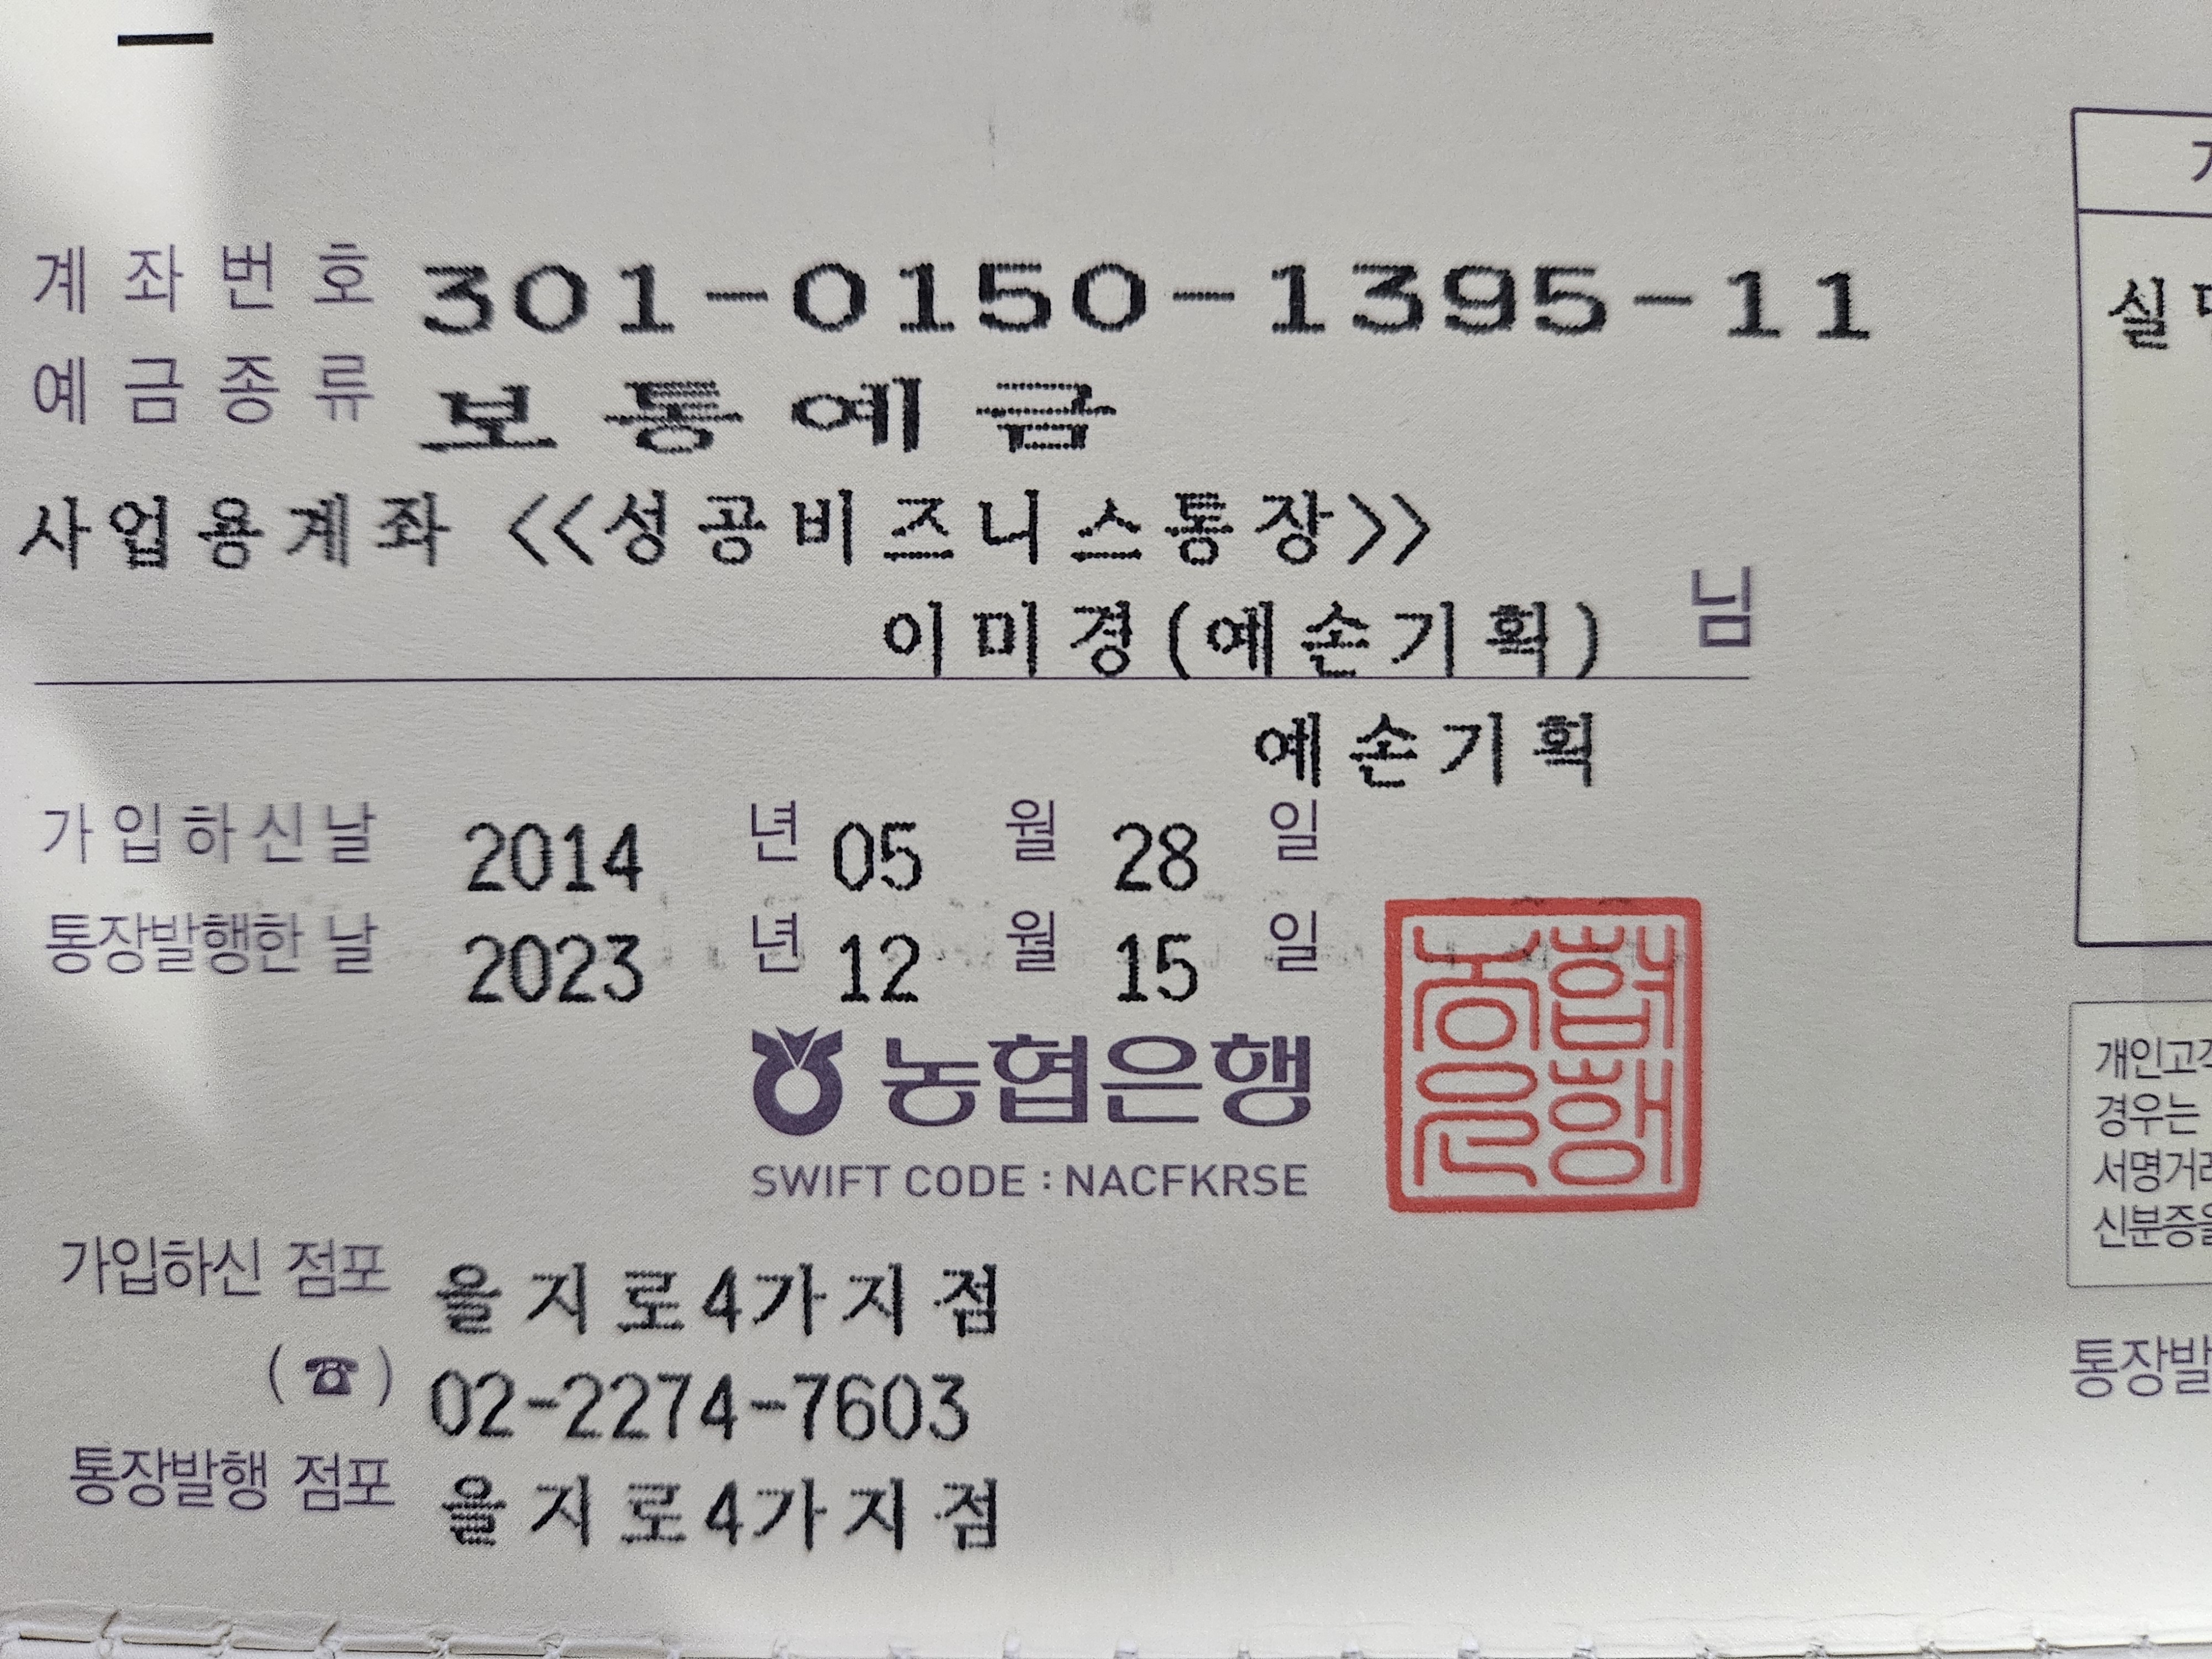 계좌번호 301-0150-1395-11
예금종류 보통예금
사업용계좌 <<성공비즈니스통장>>
이미경(예손기획) 님
예손기획
가입하신날 2014 년 05 월 28 일
통장발행한 날 2023 년 12 월 15 일
농협은행
SWIFT CODE : NACFKRSE
농협은행
가입하신 점포 을지로4가지점
(☎) 02-2274-7603
통장발행 점포 을지로4가지점
실
개인고객
경우는
서명거래
신분증을
통장발